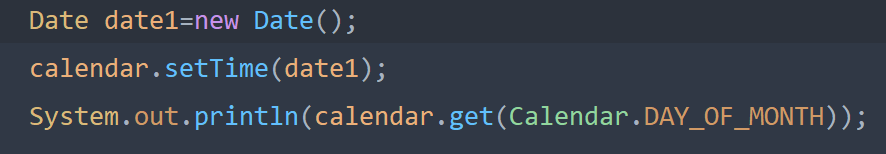 Date date1=new Date();
calendar.setTime(date1);
System.out.println(calendar.get(Calendar.DAY_OF_MONTH));